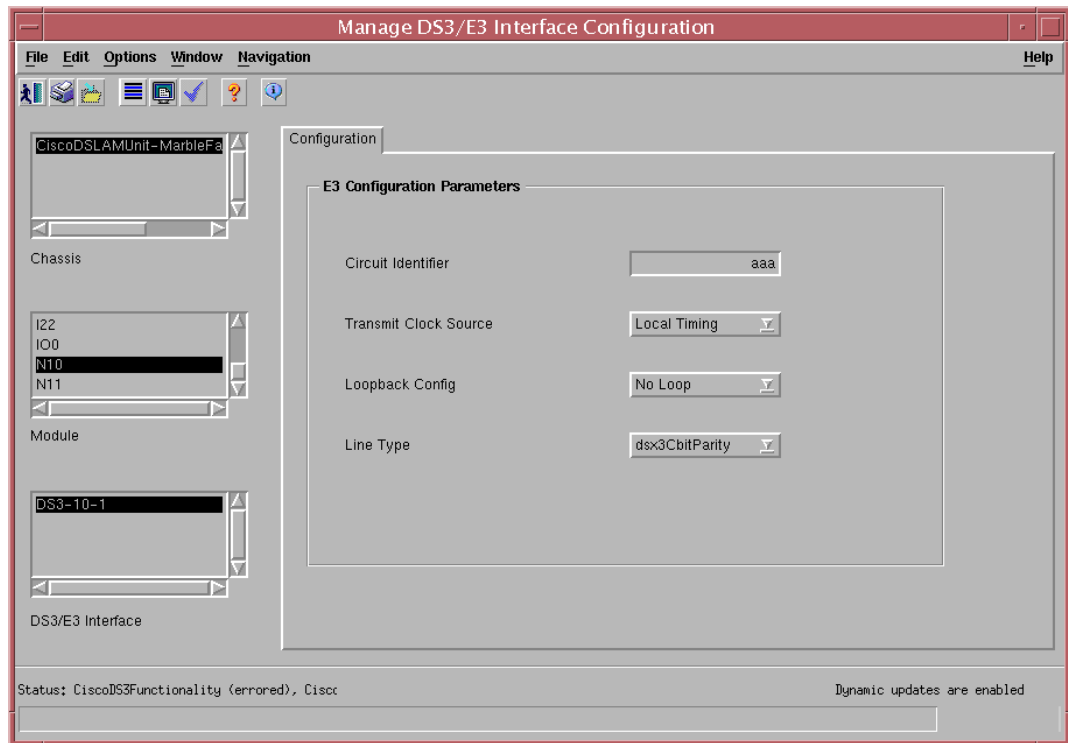 Manage DS3/E3 Interface Configuration
File Edit Options Window Navigation Help
CiscoDSLAMUnit-MarbleFa
Chassis
I22
IO0
N10
N11
Module
DS3-10-1
DS3/E3 Interface
Configuration
E3 Configuration Parameters
Circuit Identifier aaa
Transmit Clock Source Local Timing
Loopback Config No Loop
Line Type dsx3CbitParity
Status: CiscoDS3Functionality (errored), Cisco
Dynamic updates are enabled